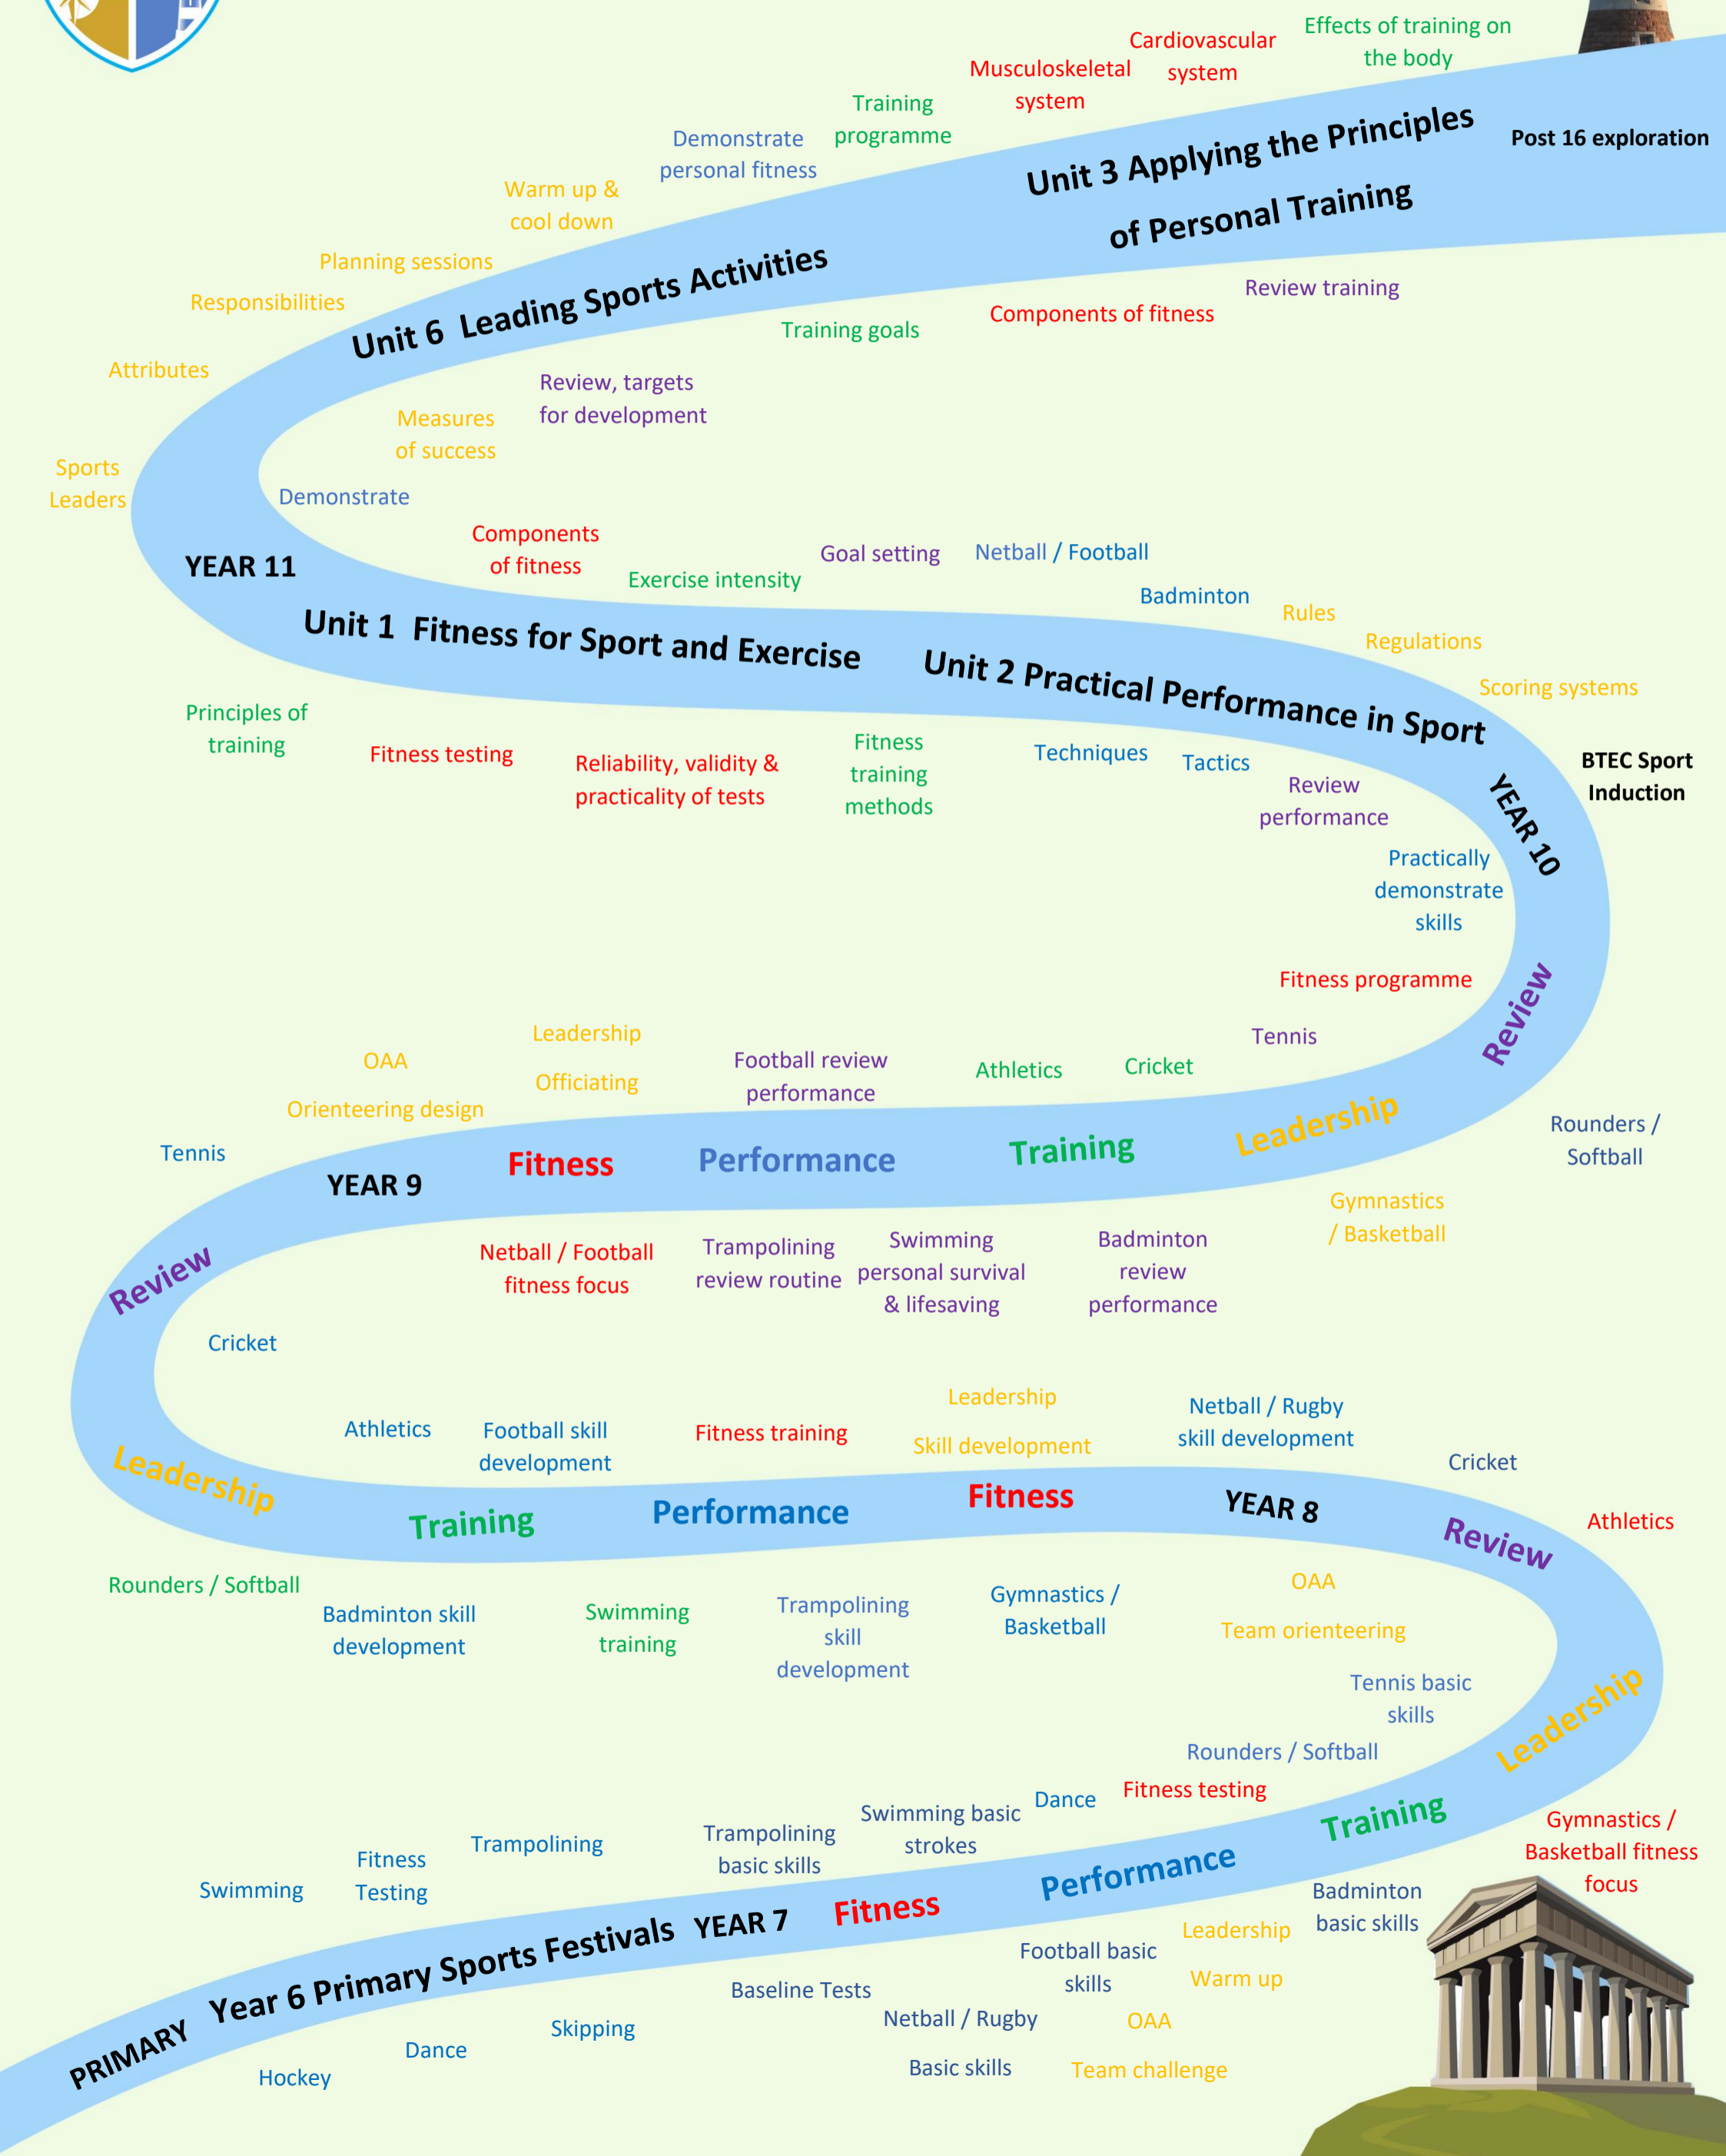 Effects of training on
the body
Cardiovascular
system
Musculoskeletal
system
Training
programme
Demonstrate
personal fitness
Warm up &
cool down
Planning sessions
Responsibilities
Attributes
Sports
Leaders
Post 16 exploration
Unit 3 Applying the Principles
of Personal Training
Unit 6 Leading Sports Activities
Review training
Components of fitness
Training goals
Review, targets
for development
Measures
of success
Demonstrate
YEAR 11
Components
of fitness
Exercise intensity
Goal setting
Netball / Football
Badminton
Rules
Regulations
Scoring systems
Unit 1 Fitness for Sport and Exercise
Unit 2 Practical Performance in Sport
BTEC Sport
Induction
YEAR 10
Principles of
training
Fitness testing
Reliability, validity &
practicality of tests
Fitness
training
methods
Techniques
Tactics
Review
performance
Practically
demonstrate
skills
Fitness programme
Review
Tennis
Cricket
Athletics
Football review
performance
Leadership
Officiating
OAA
Orienteering design
Tennis
YEAR 9
Fitness
Performance
Training
Leadership
Rounders /
Softball
Gymnastics
/ Basketball
Badminton
review
performance
Swimming
personal survival
& lifesaving
Trampolining
review routine
Netball / Football
fitness focus
Review
Cricket
Athletics
Football skill
development
Fitness training
Leadership
Skill development
Netball / Rugby
skill development
Cricket
Athletics
Leadership
Training
Performance
Fitness
YEAR 8
Review
Rounders / Softball
Badminton skill
development
Swimming
training
Trampolining
skill
development
Gymnastics /
Basketball
OAA
Team orienteering
Tennis basic
skills
Rounders / Softball
Fitness testing
Dance
Swimming basic
strokes
Trampolining
basic skills
Trampolining
Fitness
Testing
Swimming
Leadership
Training
Performance
Fitness
YEAR 7
Year 6 Primary Sports Festivals
PRIMARY
Gymnastics /
Basketball fitness
focus
Badminton
basic skills
Leadership
Warm up
Football basic
skills
OAA
Team challenge
Baseline Tests
Netball / Rugby
Basic skills
Skipping
Dance
Hockey